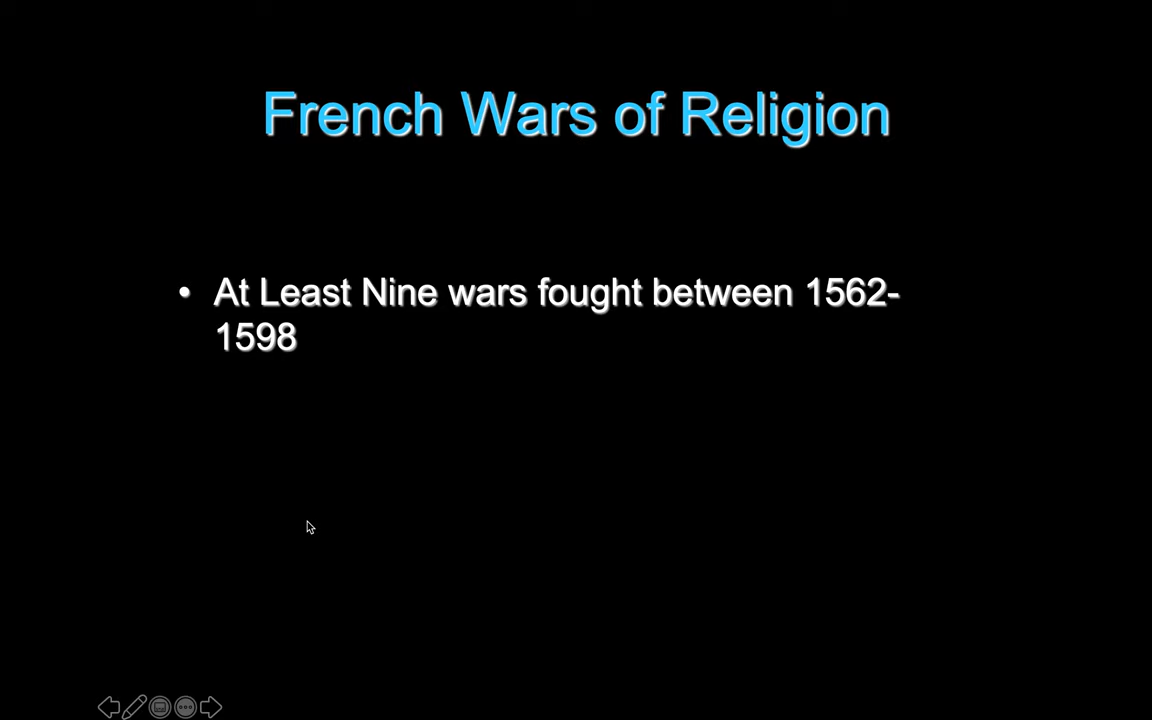 French Wars of Religion
• At Least Nine wars fought between 1562-
1598